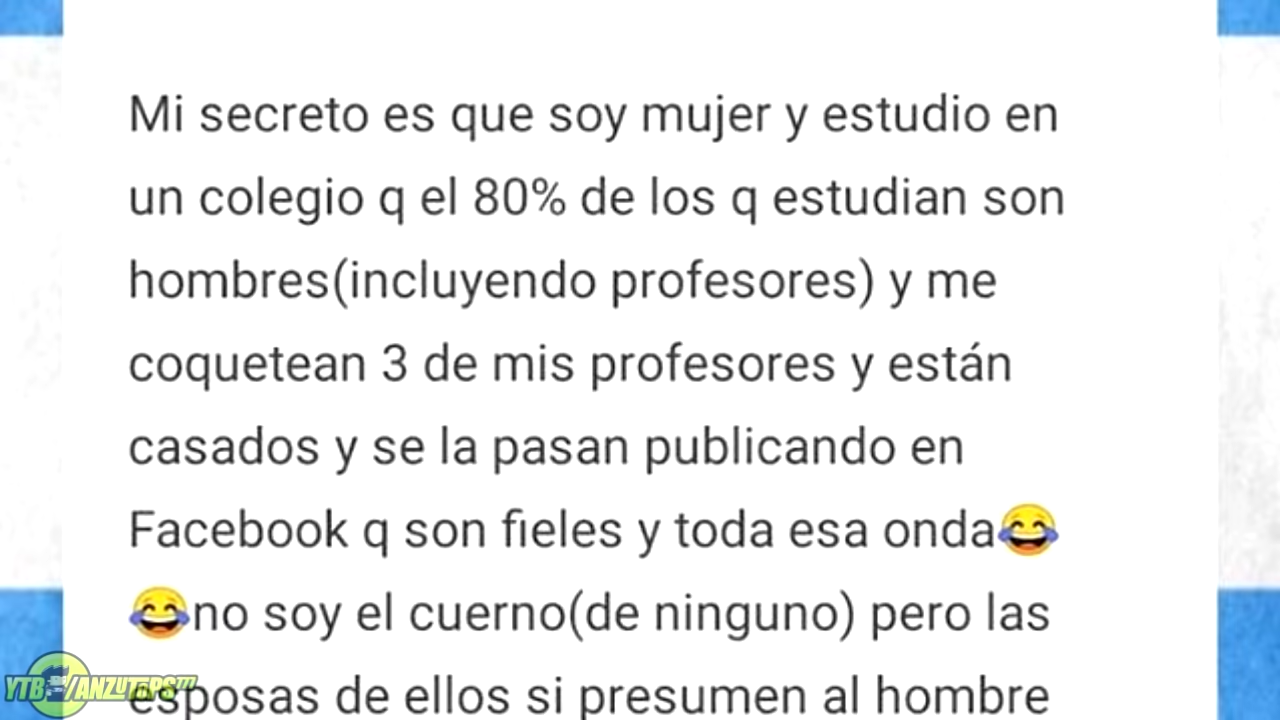 Mi secreto es que soy mujer y estudio en
un colegio q el 80% de los q estudian son
hombres(incluyendo profesores) y me
coquetean 3 de mis profesores y están
casados y se la pasan publicando en
Facebook q son fieles y toda esa onda😂
😂no soy el cuerno(de ninguno) pero las
esposas de ellos si presumen al hombre
YTB